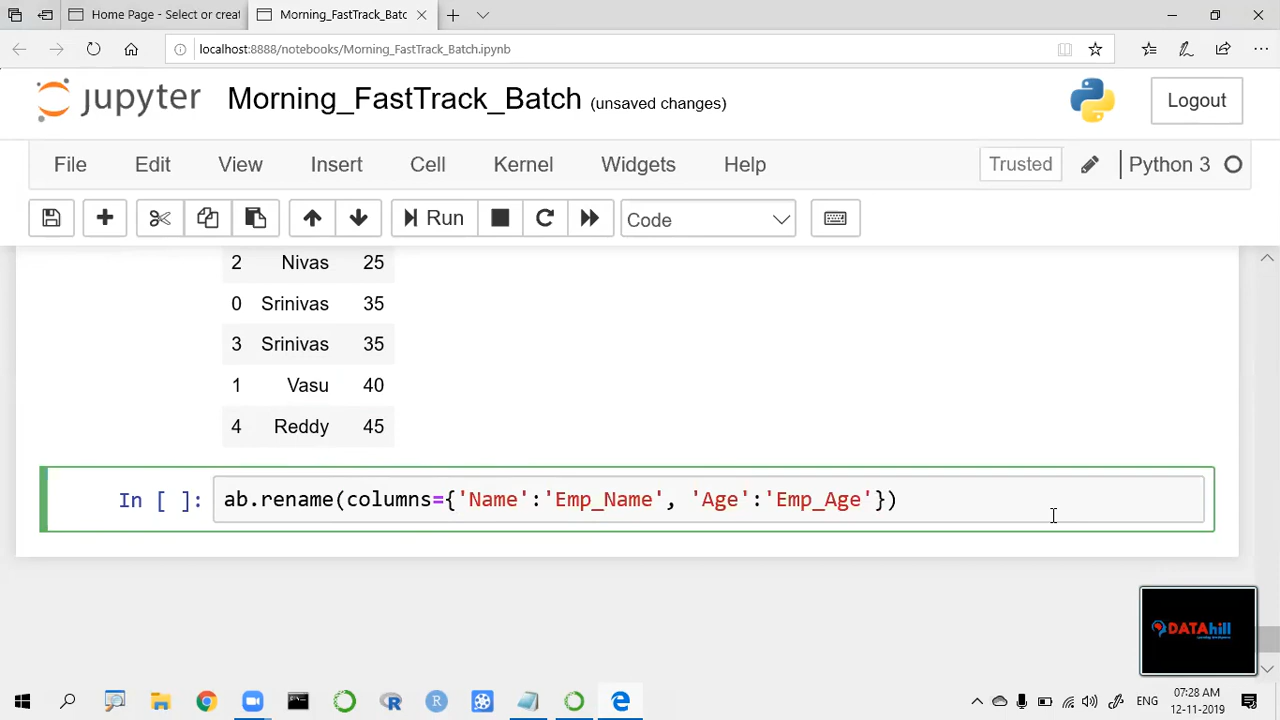 Home Page - Select or creat
Morning_FastTrack_Batc
localhost:8888/notebooks/Morning_FastTrack_Batch.ipynb
jupyter Morning_FastTrack_Batch (unsaved changes)
Logout
File Edit View Insert Cell Kernel Widgets Help
Trusted
Python 3
Run
Code
2 Nivas 25
0 Srinivas 35
3 Srinivas 35
1 Vasu 40
4 Reddy 45
In [ ]: ab.rename(columns={'Name':'Emp_Name', 'Age':'Emp_Age'})
DATAhill
ENG
07:28 AM
12-11-2019